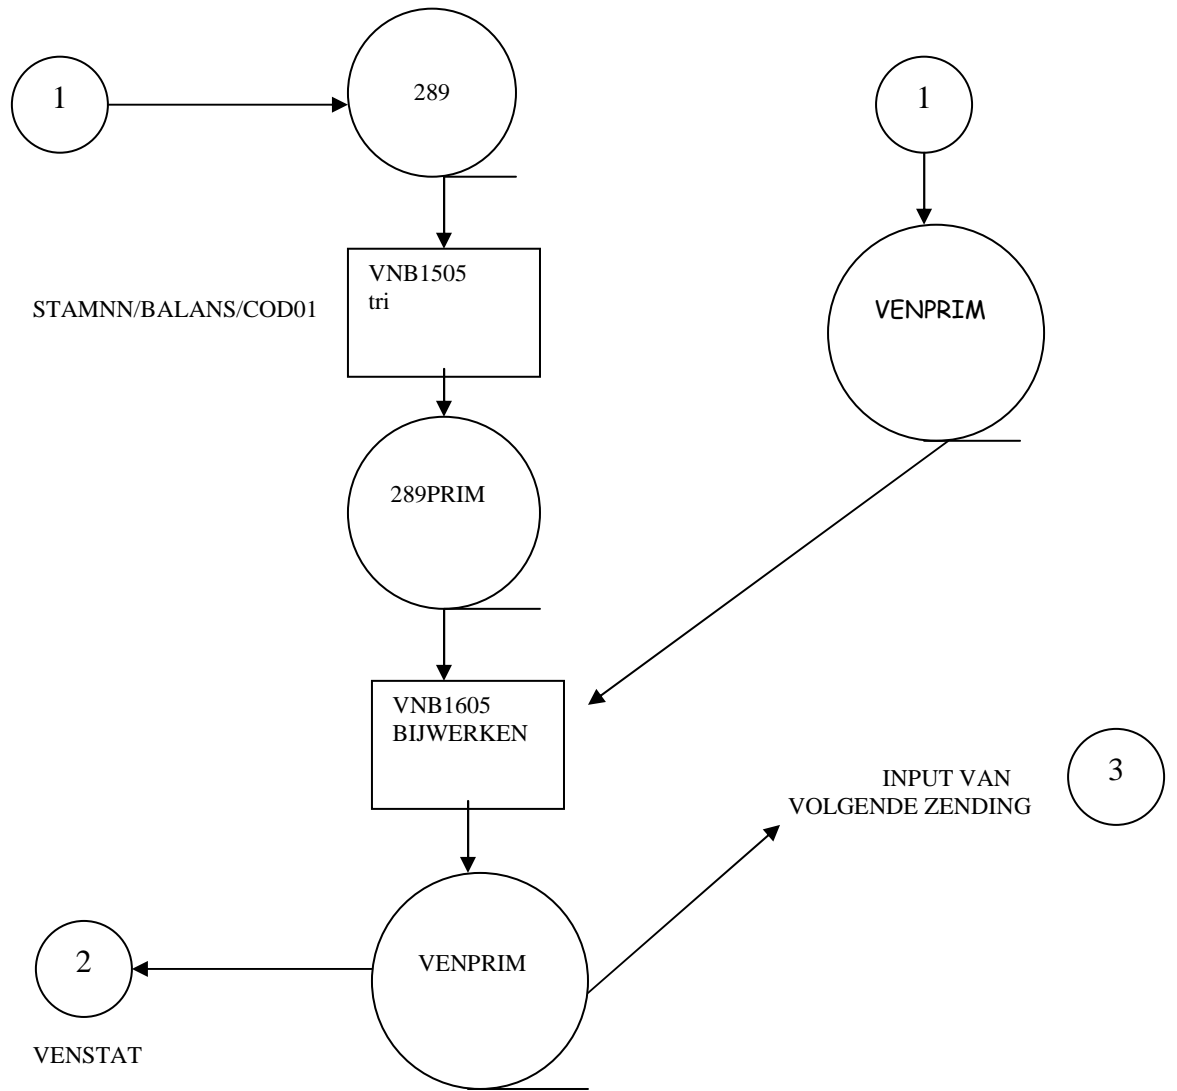 1
289
1
VNB1505
tri
STAMNN/BALANS/COD01
VENPRIM
289PRIM
VNB1605
BIJWERKEN
INPUT VAN
VOLGENDE ZENDING
3
2
VENPRIM
VENSTAT